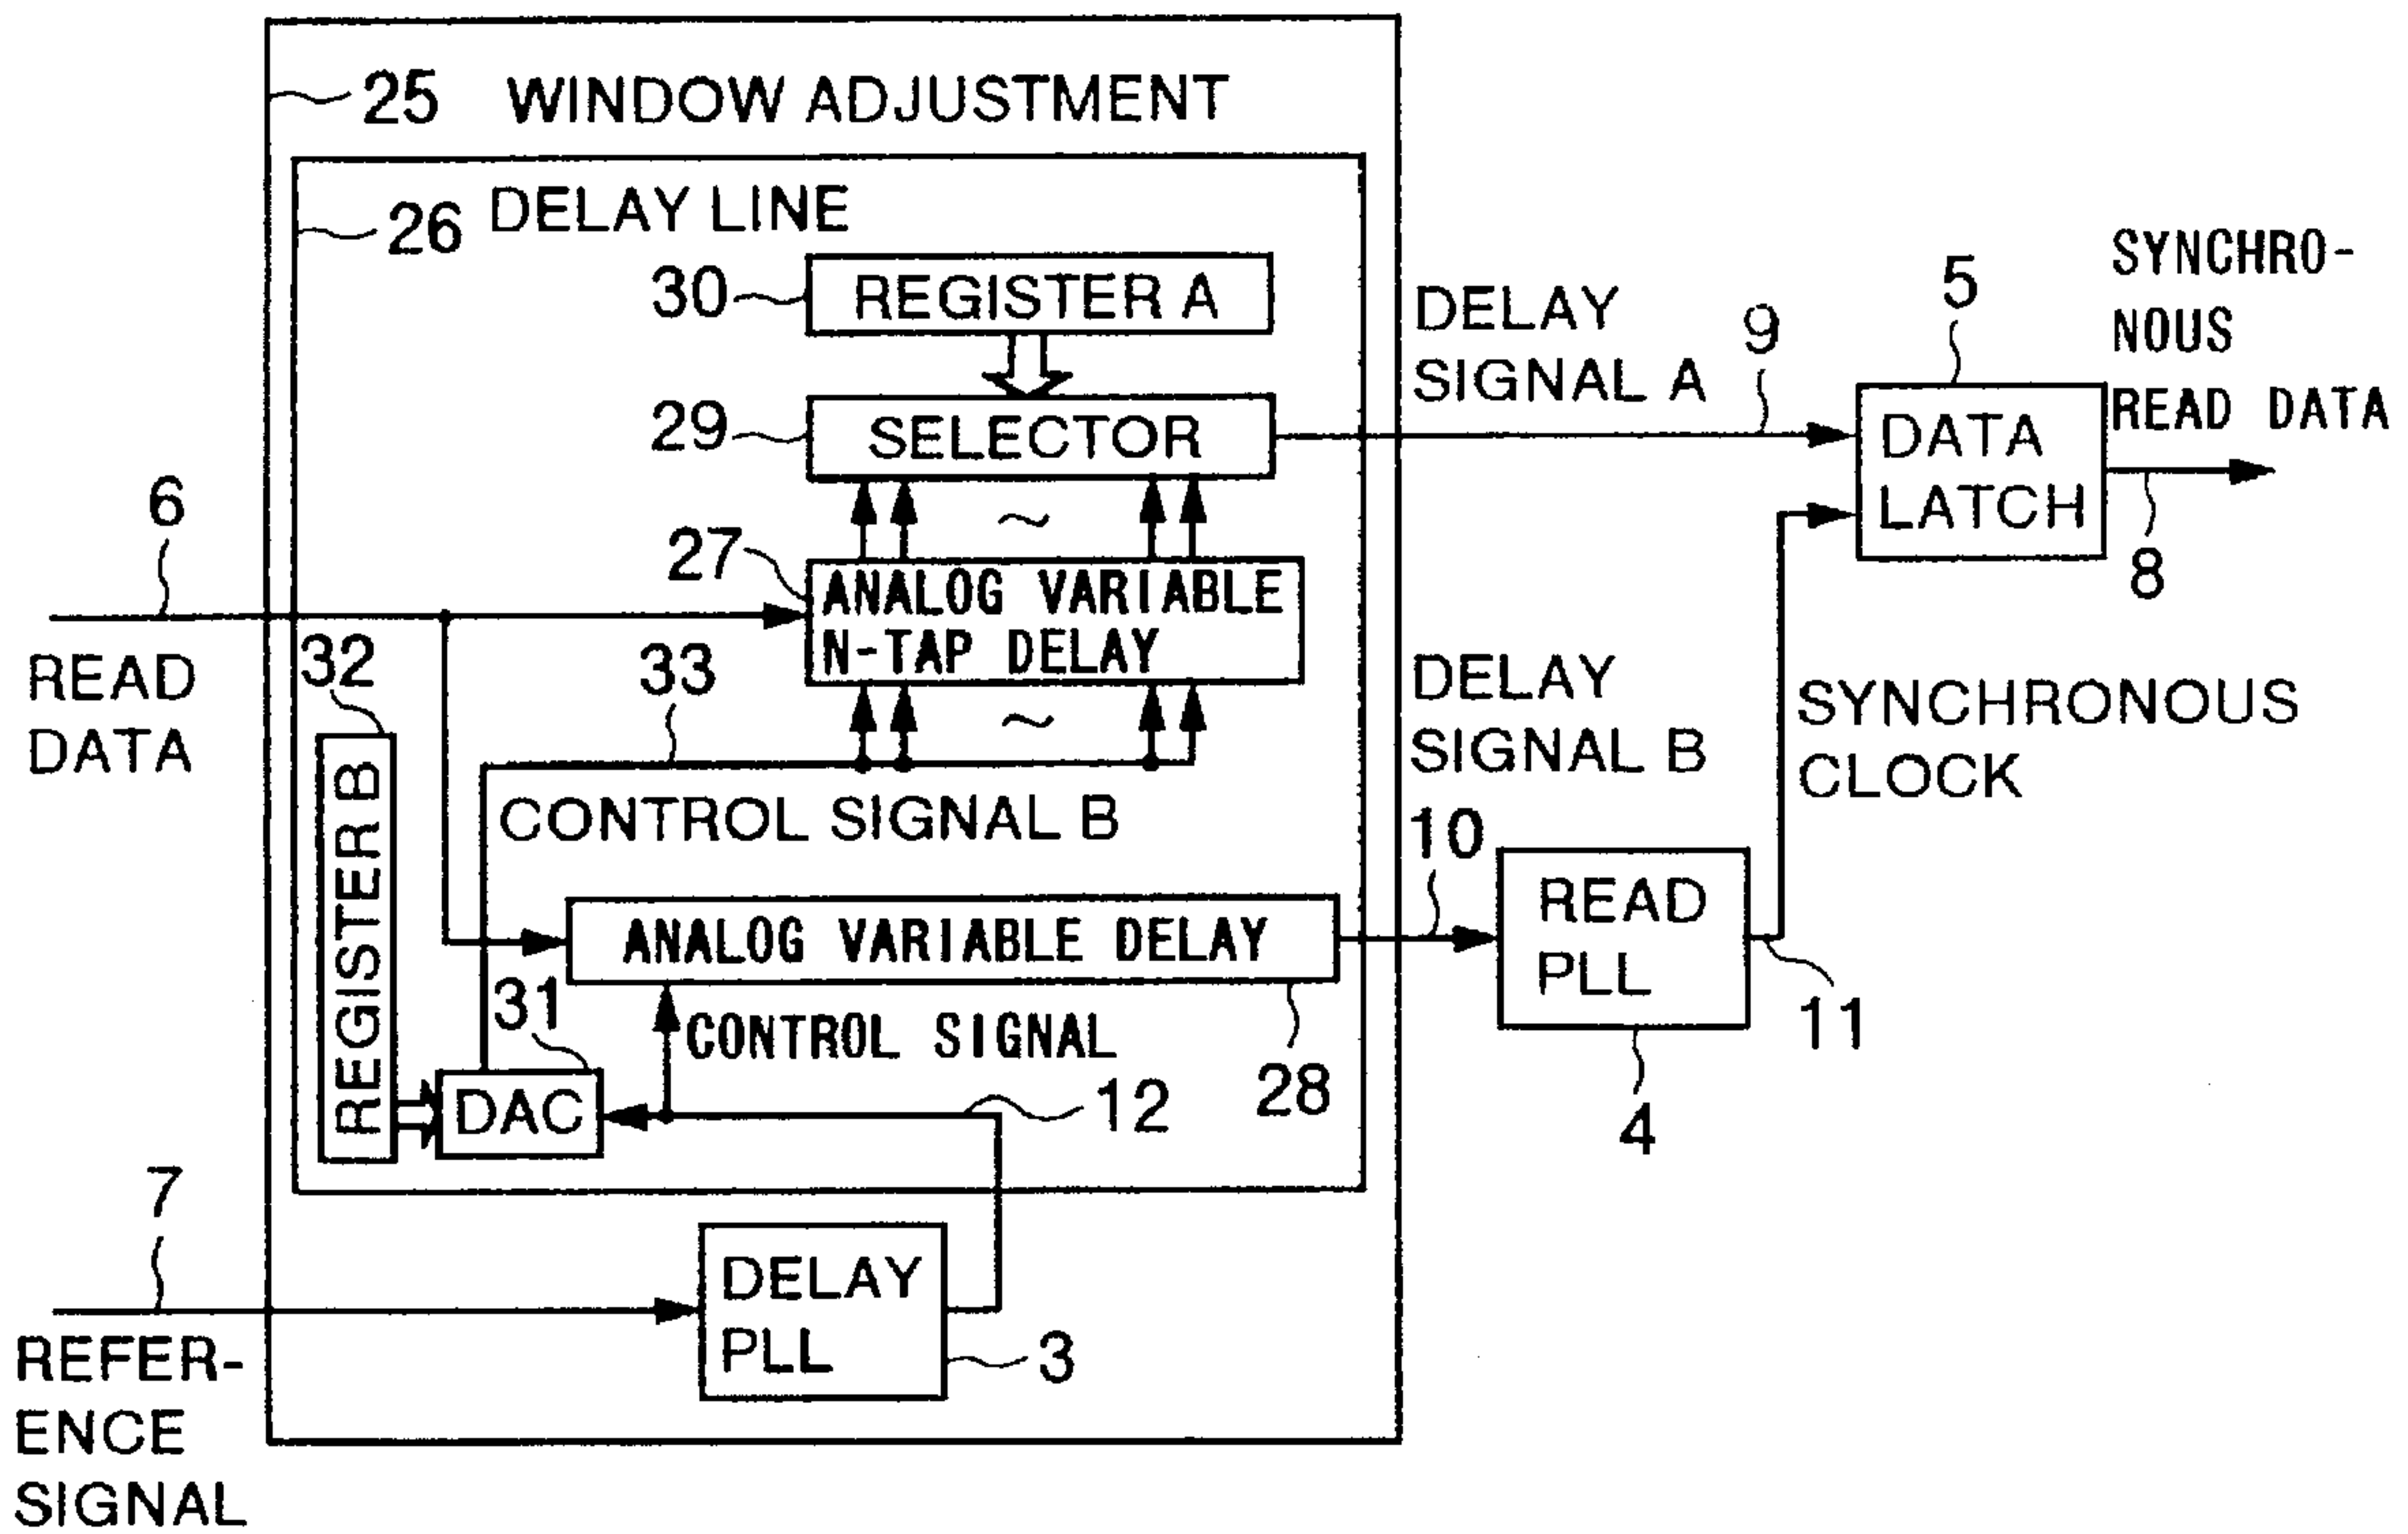 25 WINDOW ADJUSTMENT
26 DELAY LINE
30 REGISTER A
29 SELECTOR
DELAY
SIGNAL A
9
5
SYNCHRO-
NOUS
READ DATA
DATA
LATCH
8
6
READ
DATA
27
ANALOG VARIABLE
N-TAP DELAY
32
33
REGISTER B
CONTROL SIGNAL B
DELAY
SIGNAL B
SYNCHRONOUS
CLOCK
10
ANALOG VARIABLE DELAY
READ
PLL
31
CONTROL SIGNAL
28
11
4
DAC
12
7
REFER-
ENCE
SIGNAL
DELAY
PLL
3
~
~